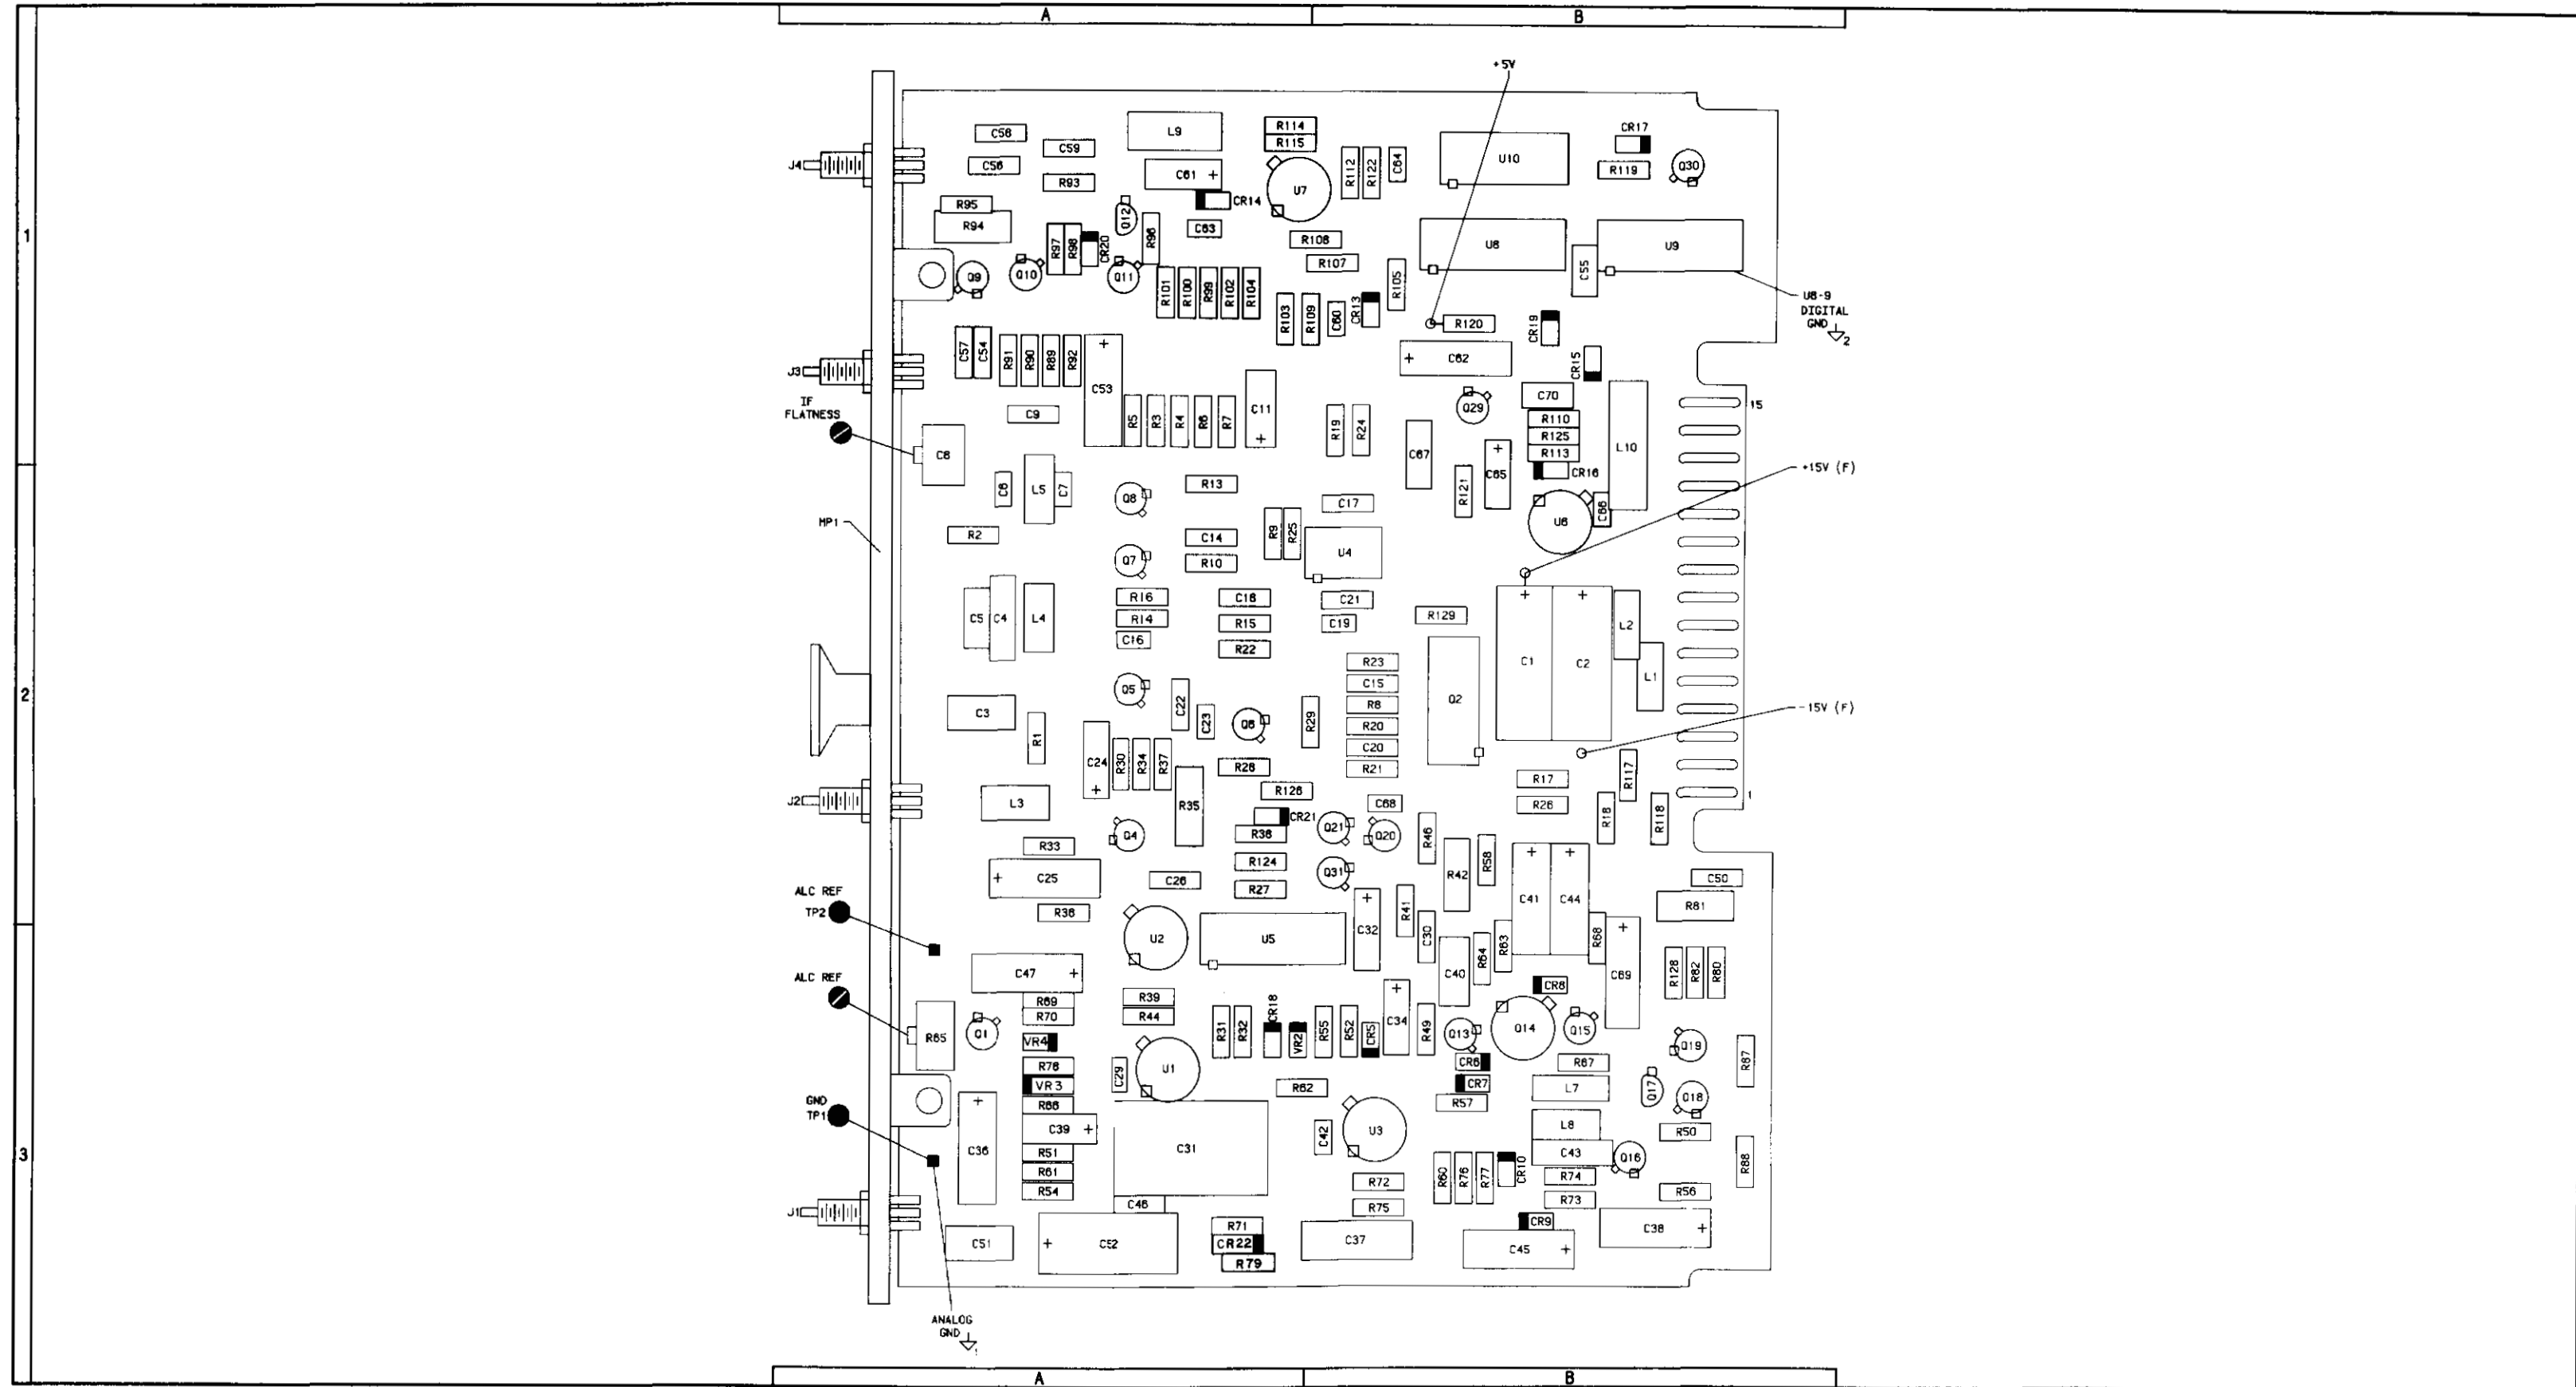 A B
+5V
C58 L9 R114 CR17
C59 R115
J4 C56 U10 R119 Q30
C61 + U7 R112 R122 C64
R93
CR14
R95
R94 Q12 R96 C63
1 R97 R98 CR20 R106 U8 U9
R107 C55
Q9 Q10 Q11 R101 R100 R99 R102 R104 R105
R103 R109 C60 CR13
U8-9
DIGITAL
GND
2
R120 CR19
C57 C54 R91 R90 R89 R92 + C53 + C62 CR15
J3
IF
FLATNESS
C70
C9 R5 R3 R4 R6 R7 C11 + R19 R24 Q29 R110 15
R125
C8 C67 + C65 R113 L10
CR16 +15V (F)
C6 L5 C7 Q8 R13 C17 R121
MP1 U6 C66
R2 C14 R9 R25 U4
Q7 R10
R16 C18 C21 + +
C5 C4 L4 R14 R15 C19 R129 L2
C16
R22
R23 C1 C2 L1
Q5 C15
2 C3 C22 C23 Q6 R29 R8 Q2 -15V (F)
R1 R20
C24 + R30 R34 R37 C20
R28 R21 R17 R117
J2 L3 R35 R126 C68 R26 R18 R118 1
CR21
Q4 R36 Q21 Q20 R46
R33 R58
R124 Q31 R42 + +
+ C25 C26 R27 C50
ALC REF
TP2
R38 + C32 R41 C41 C44 R81
U2 U5 C30 R63 R68 +
ALC REF
C47 + C40 R64 C69 R128 R82 R80
R69 R39 CR8
R70 R44 R31 R32 CR18 VR2 R55 R52 CR5 + C34 R49 Q13 Q14 Q15
R65 Q1
VR4 Q19 R87
R78 U1 CR6 R67
VR3 C29 R62 CR7 L7 Q17 Q18
GND
TP1
R66 R57
+ C39 + U3 L8 R50
C36 R51 C31 C42 C43 Q16
3 R61 R60 R76 R77 CR10 R74 R88
R54 R72 R56
J1 C46 R75 R73
R71 CR9 C38 +
C51 + C52 CR22 C37 C45 +
R79
ANALOG
GND
1
A B